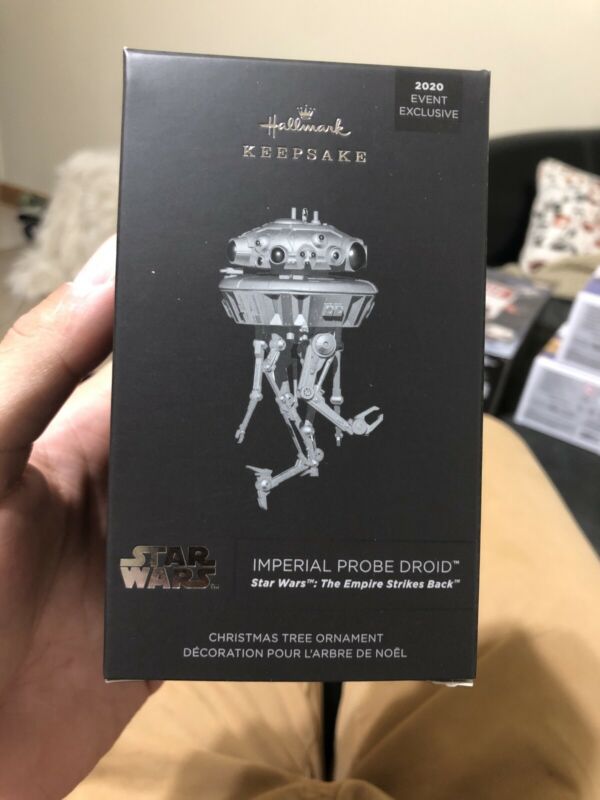 2020
EVENT
EXCLUSIVE
Hallmark
KEEPSAKE
STAR
WARS™
IMPERIAL PROBE DROID™
Star Wars™: The Empire Strikes Back™
CHRISTMAS TREE ORNAMENT
DÉCORATION POUR L'ARBRE DE NOËL